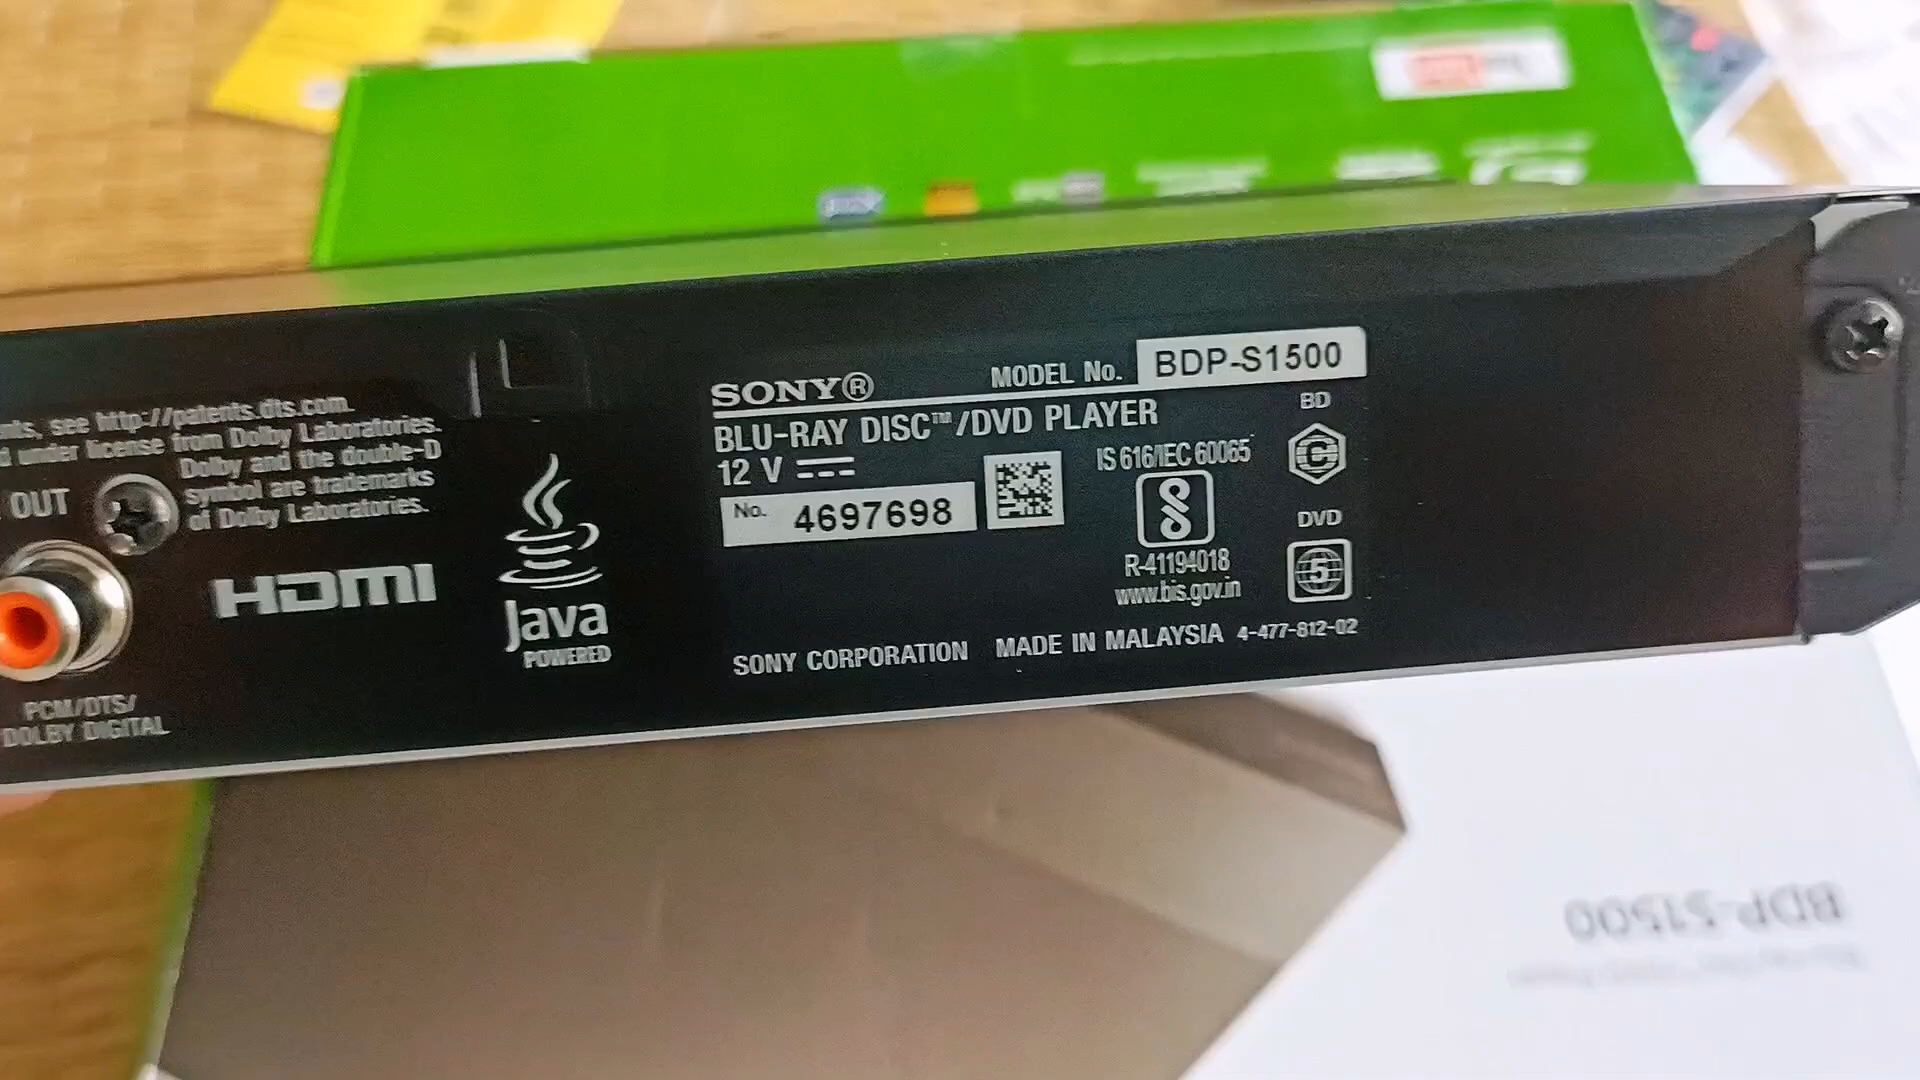 nts, see http://patents.dts.com.
d under license from Dolby Laboratories.
Dolby and the double-D
symbol are trademarks
of Dolby Laboratories.
OUT
HDMI
PCM/DTS/
DOLBY DIGITAL
Java
POWERED
SONY®
MODEL No. BDP-S1500
BLU-RAY DISC™/DVD PLAYER
12 V
No. 4697698
IS 616/IEC 60065
R-41194018
www.bis.gov.in
BD
C
DVD
5
SONY CORPORATION MADE IN MALAYSIA 4-477-812-02
BDP-S1500